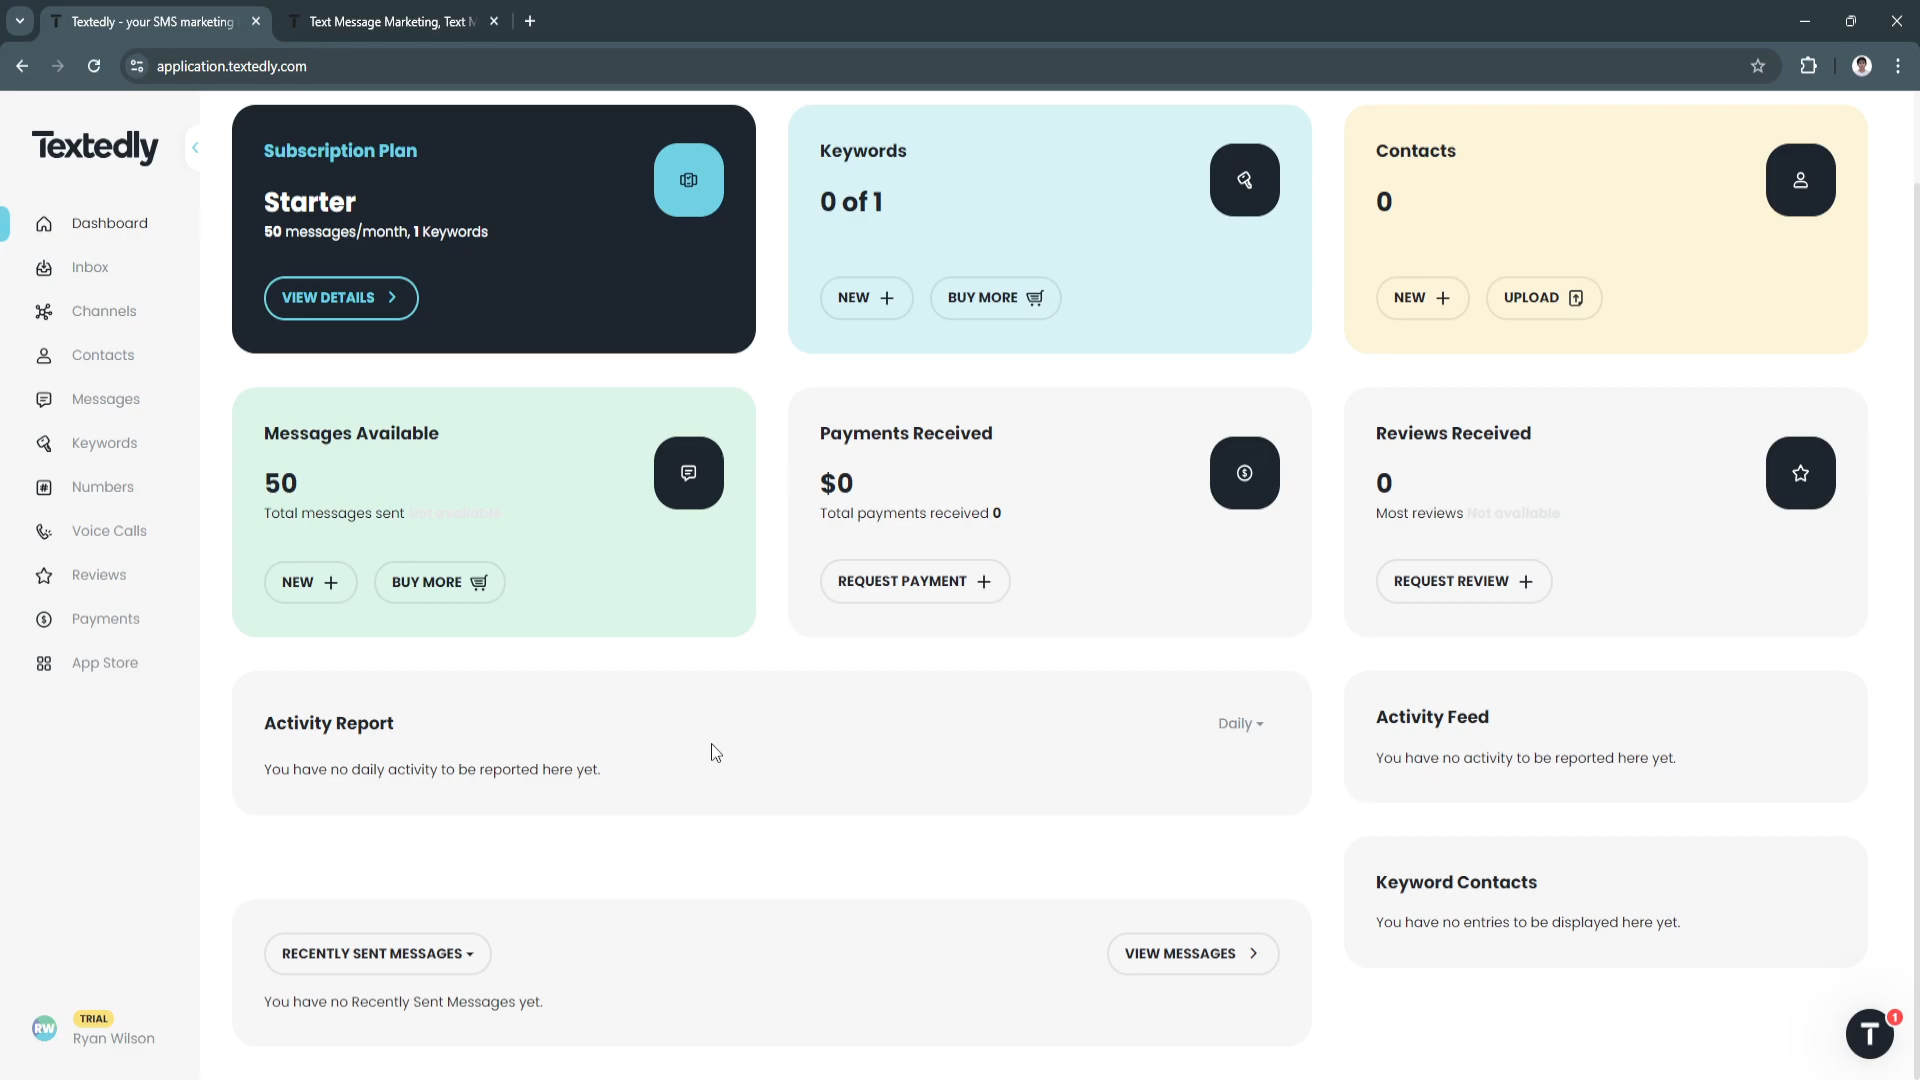 Textedly - your SMS marketing
Text Message Marketing, Text M
application.textedly.com
Textedly
Dashboard
Inbox
Channels
Contacts
Messages
Keywords
Numbers
Voice Calls
Reviews
Payments
App Store
RW
TRIAL
Ryan Wilson
Subscription Plan
Starter
50 messages/month, 1 Keywords
VIEW DETAILS
Keywords
0 of 1
NEW
BUY MORE
Contacts
0
NEW
UPLOAD
Messages Available
50
Total messages sent Not available
NEW
BUY MORE
Payments Received
$0
Total payments received 0
REQUEST PAYMENT
Reviews Received
0
Most reviews Not available
REQUEST REVIEW
Activity Report
Daily
You have no daily activity to be reported here yet.
Activity Feed
You have no activity to be reported here yet.
Keyword Contacts
You have no entries to be displayed here yet.
RECENTLY SENT MESSAGES
VIEW MESSAGES
You have no Recently Sent Messages yet.
T
1